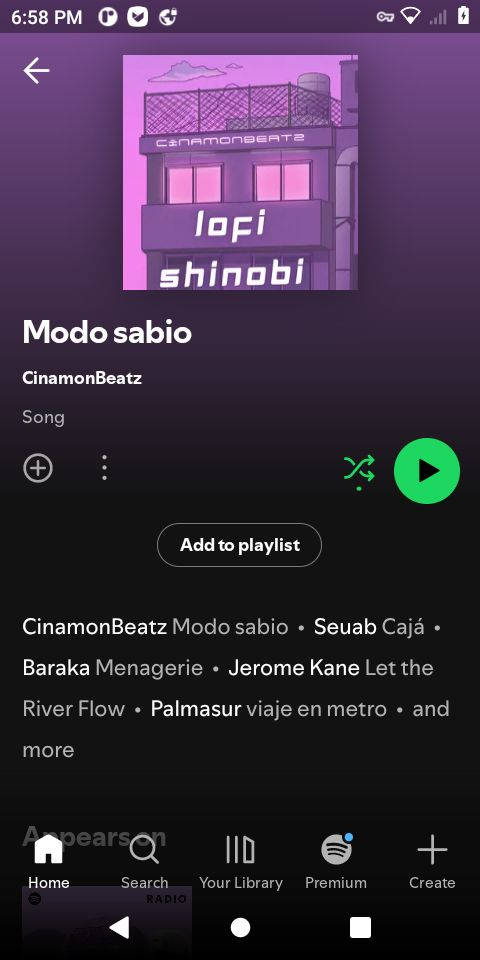 6:58 PM
CINAMONBEATZ
lofi
shinobi
Modo sabio
CinamonBeatz
Song
Add to playlist
CinamonBeatz Modo sabio • Seuab Cajá •
Baraka Menagerie • Jerome Kane Let the
River Flow • Palmasur viaje en metro • and
more
Appears on
Home Search Your Library Premium Create
RADIO